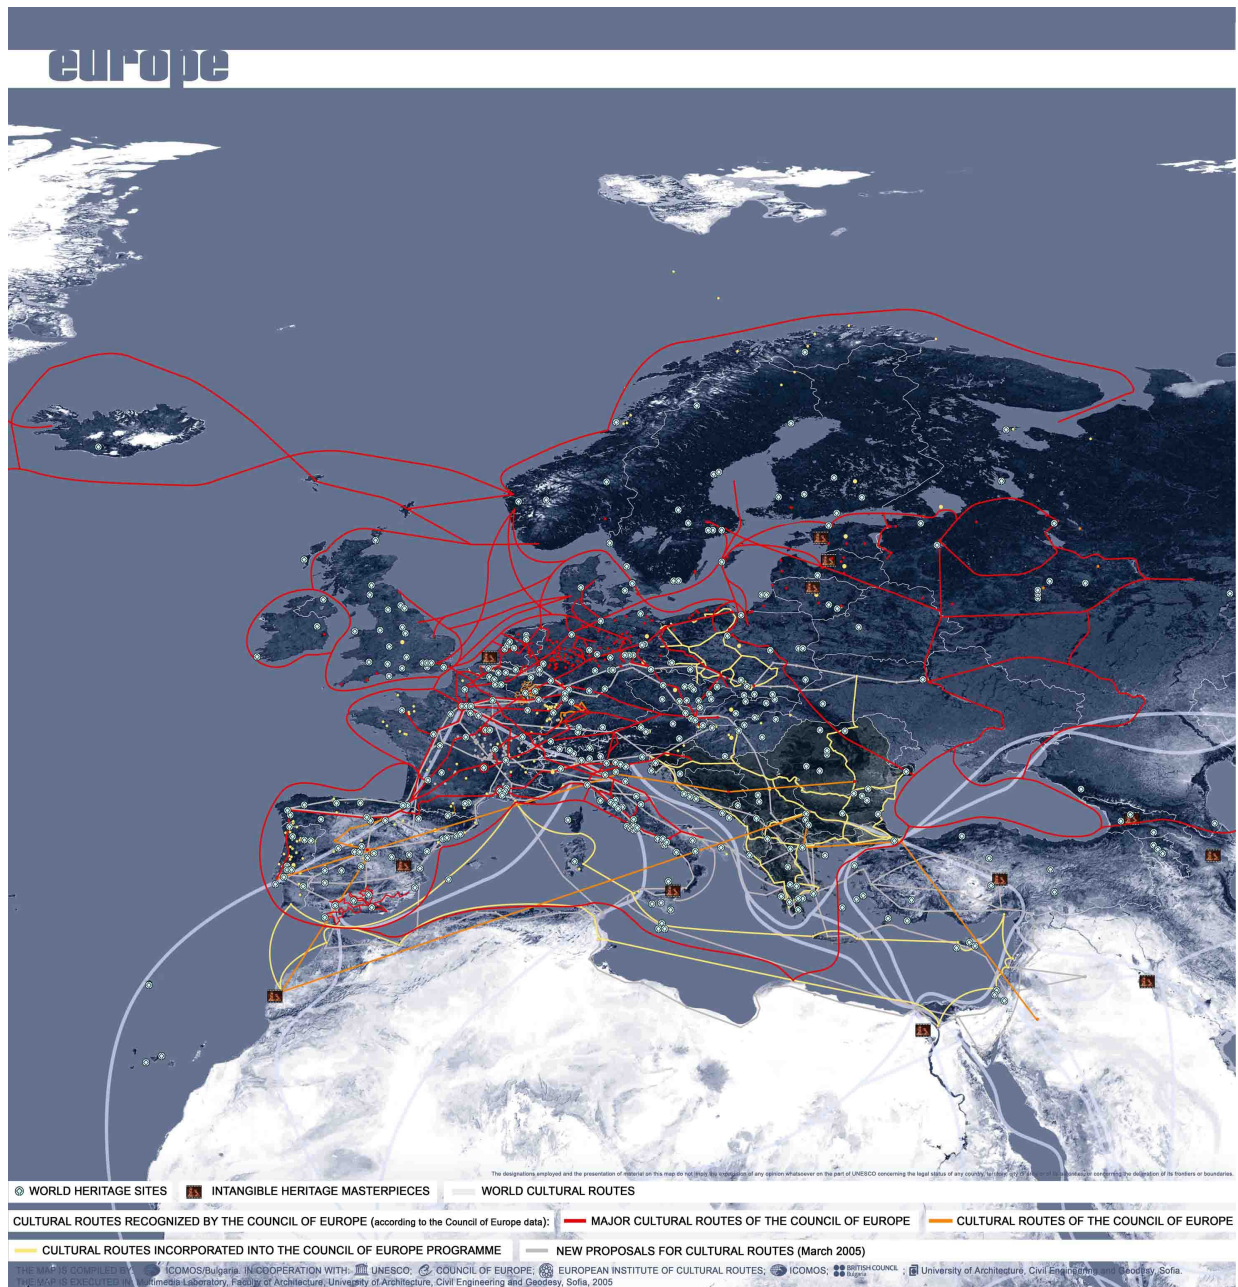 europe
The designations employed and the presentation of material on this map do not imply the expression of any opinion whatsoever on the part of UNESCO concerning the legal status of any country, territory, city or area or of its authorities or concerning the delimitation of its frontiers or boundaries.
WORLD HERITAGE SITES INTANGIBLE HERITAGE MASTERPIECES WORLD CULTURAL ROUTES
CULTURAL ROUTES RECOGNIZED BY THE COUNCIL OF EUROPE (according to the Council of Europe data): MAJOR CULTURAL ROUTES OF THE COUNCIL OF EUROPE CULTURAL ROUTES OF THE COUNCIL OF EUROPE
CULTURAL ROUTES INCORPORATED INTO THE COUNCIL OF EUROPE PROGRAMME NEW PROPOSALS FOR CULTURAL ROUTES (March 2005)
THE MAP IS COMPILED BY: ICOMOS/Bulgaria. IN COOPERATION WITH: UNESCO; COUNCIL OF EUROPE; EUROPEAN INSTITUTE OF CULTURAL ROUTES; ICOMOS; BRITISH COUNCIL Bulgaria ; University of Architecture, Civil Engineering and Geodesy, Sofia.
THE MAP IS EXECUTED IN: Multimedia Laboratory, Faculty of Architecture, University of Architecture, Civil Engineering and Geodesy, Sofia, 2005